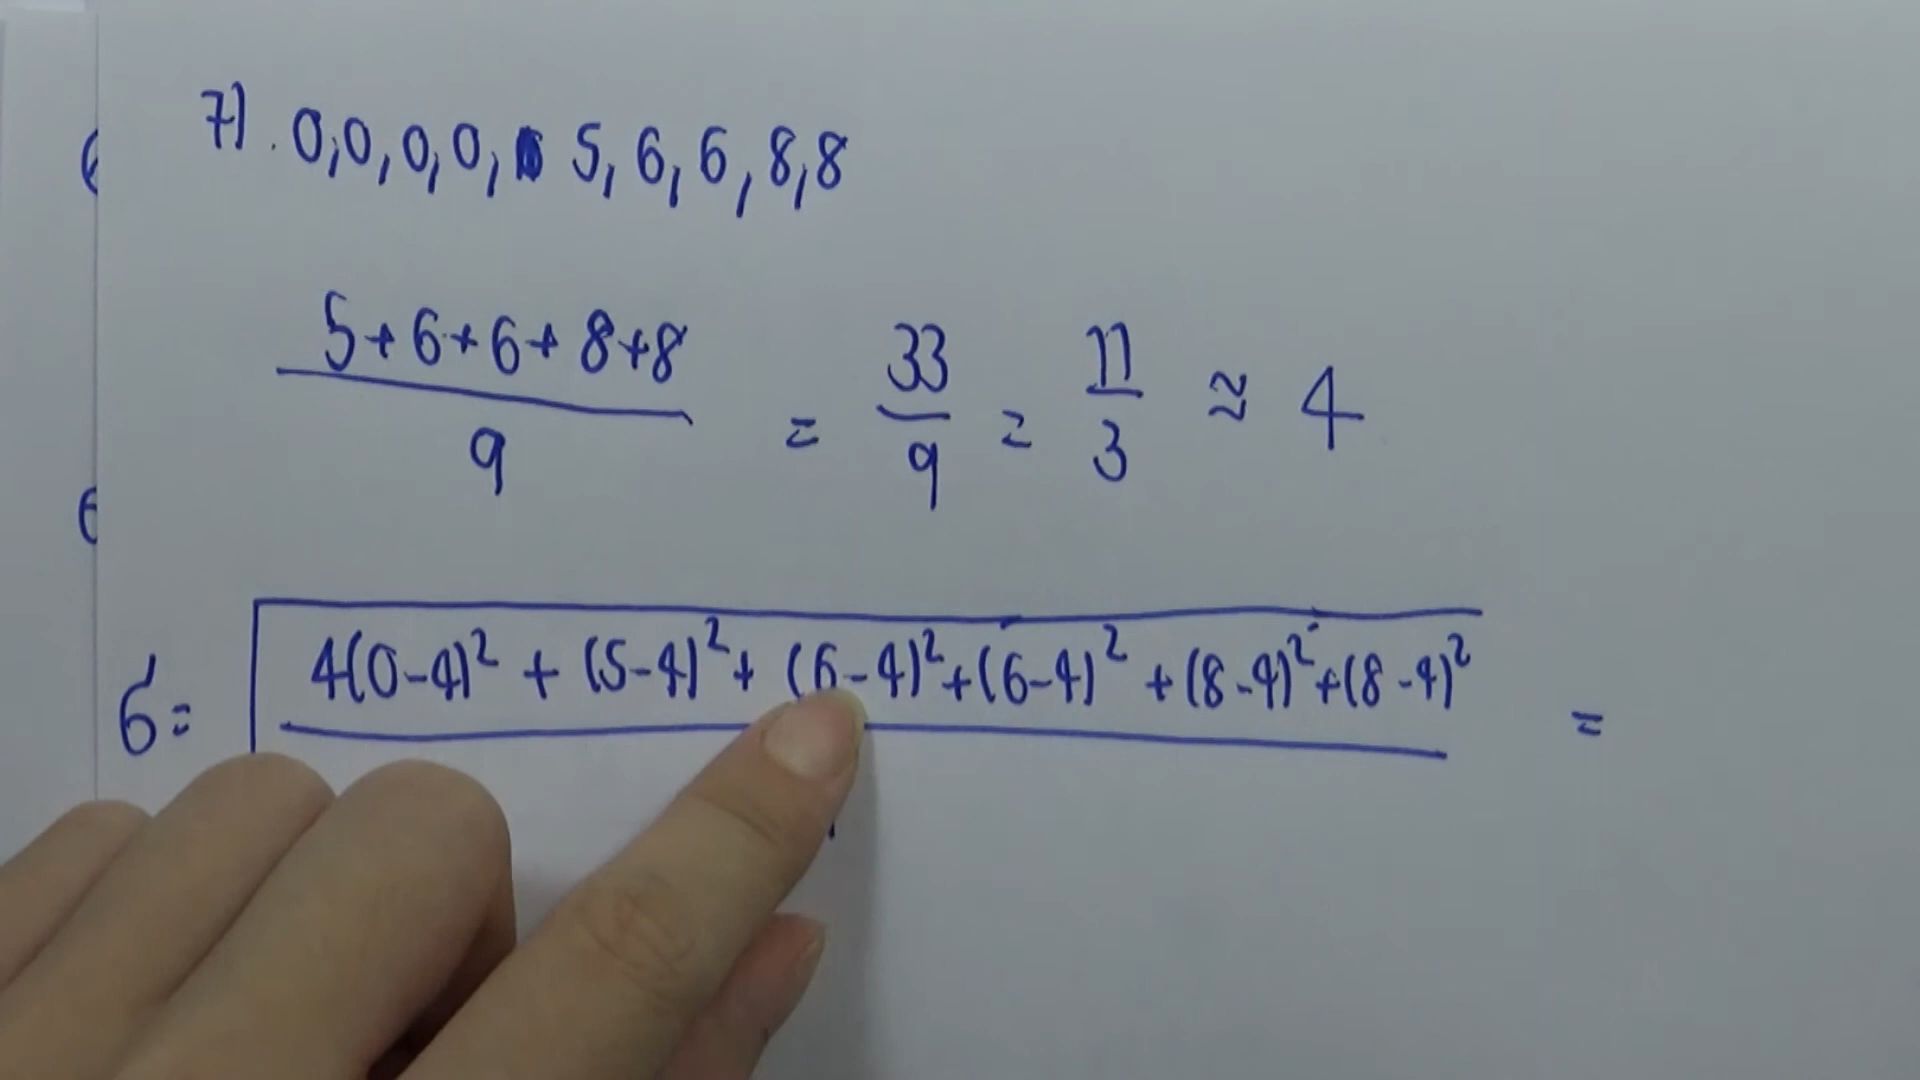 7). 0,0,0,0, 5, 6, 6, 8,8
5+6+6+8+8 / 9 = 33/9 = 11/3 ≈ 4
σ = √ 4(0-4)² + (5-4)² + (6-4)² + (6-4)² + (8-4)² + (8-4)² =